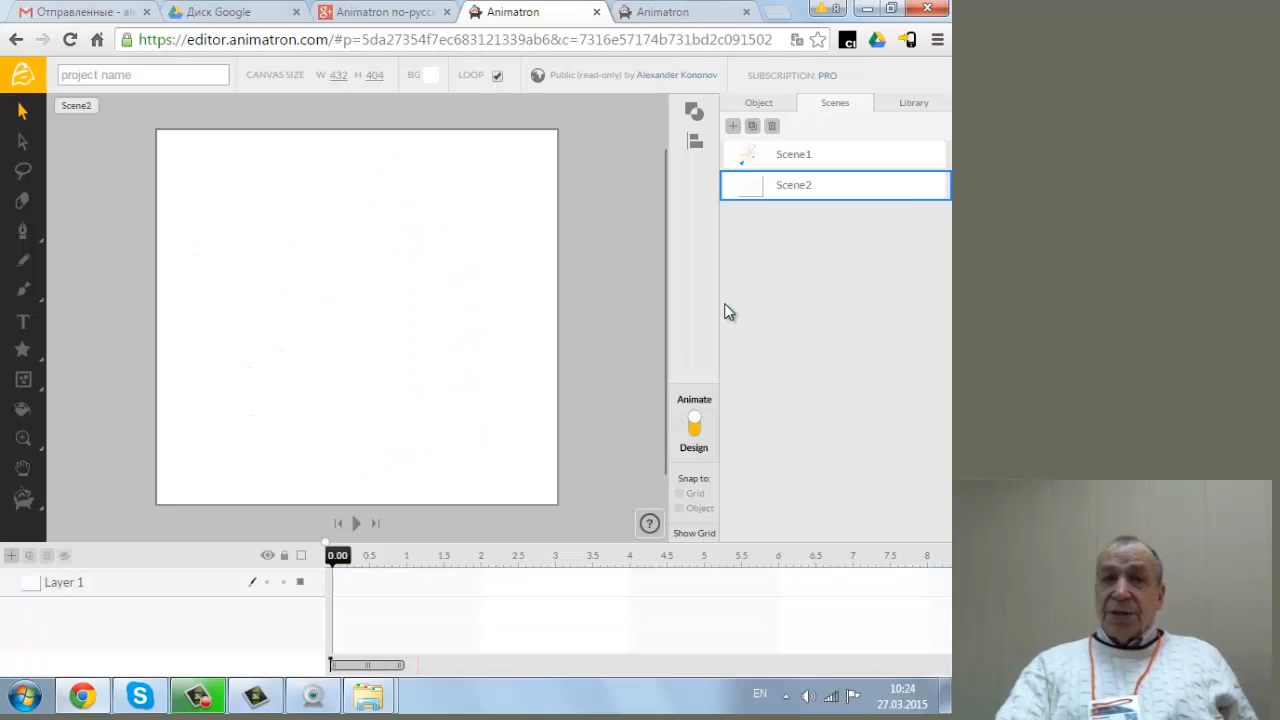 Отправленные - alr
Диск Google
Animatron по-русс
Animatron
Animatron
Я
https://editor.animatron.com/#p=5da27354f7ec683121339ab6&c=7316e57174b731bd2c091502
project name
CANVAS SIZE W 432 H 404
BG
LOOP
Public (read-only) by Alexander Kononov
SUBSCRIPTION: PRO
Scene2
Object
Scenes
Library
Scene1
Scene2
Animate
Design
Snap to:
Grid
Object
Show Grid
?
T
0.00 0.5 1 1.5 2 2.5 3 3.5 4 4.5 5 5.5 6 6.5 7 7.5 8
Layer 1
EN
10:24
27.03.2015